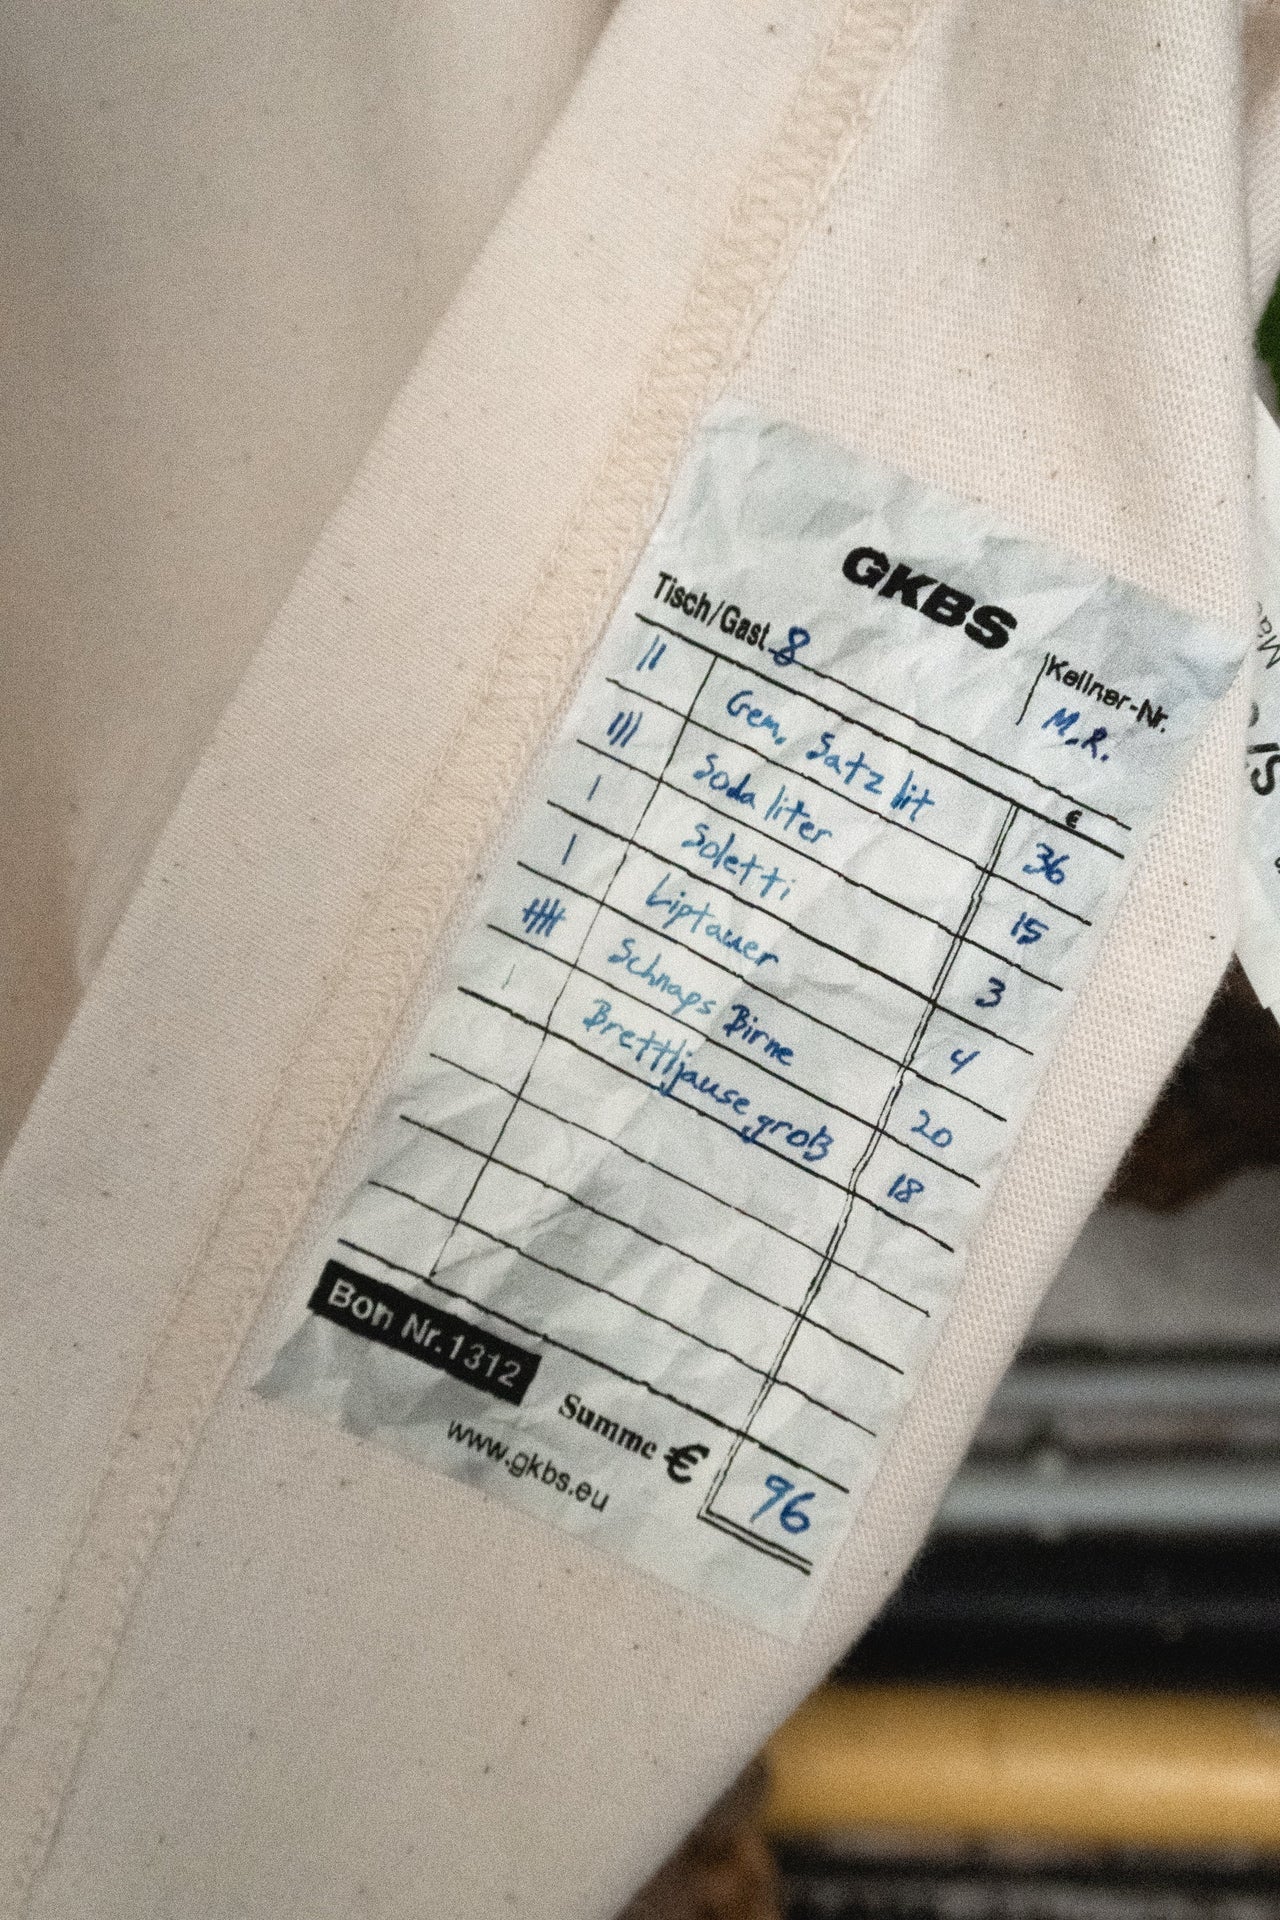 GKBS
Tisch/Gast 8
Kellner-Nr.
M.R.
€
|| Gem. Satz lit 36
||| Soda liter 15
| Soletti 3
| Liptauer 4
|||| Schnaps Birne 20
| Brettljause groß 18
Bon Nr.1312
Summe € 96
www.gkbs.eu